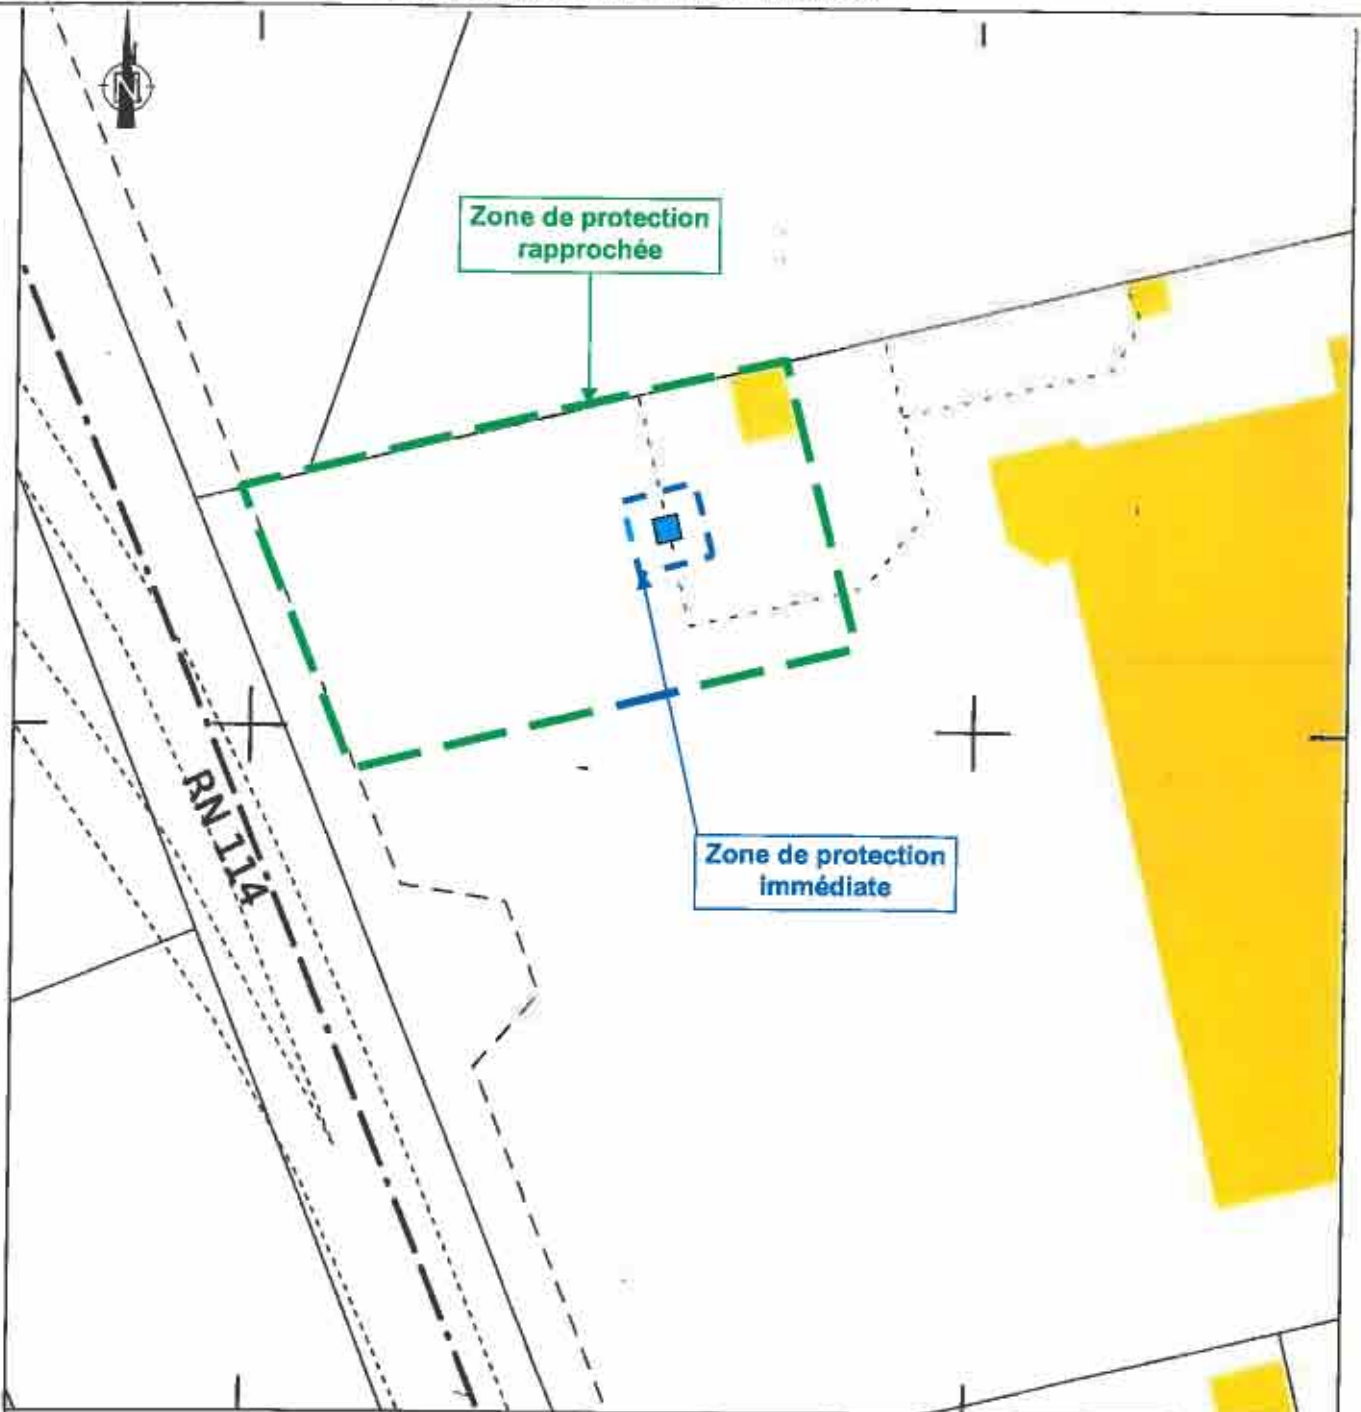 N
Zone de protection
rapprochée
RN 114
Zone de protection
immédiate